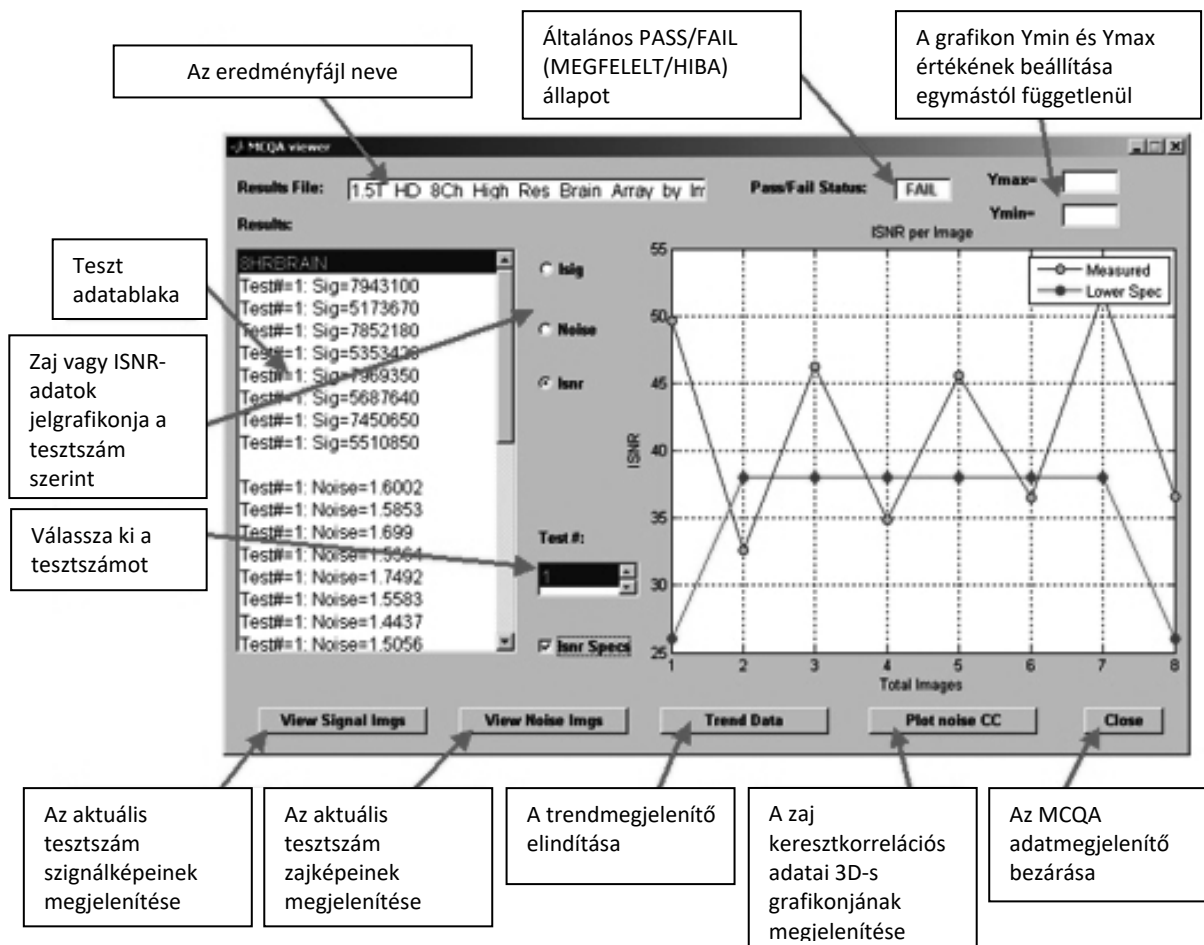 Az eredményfájl neve
Általános PASS/FAIL
(MEGFELELT/HIBA)
állapot
A grafikon Ymin és Ymax
értékének beállítása
egymástól függetlenül
MCQA viewer
Results File:
1.5T HD 8Ch High Res Brain Array by Im
Pass/Fail Status:
FAIL
Ymax=
Ymin=
Results:
Teszt
adatablaka
Zaj vagy ISNR-
adatok
jelgrafikonja a
tesztszám
szerint
Válassza ki a
tesztszámot
8HRBRAIN
Test#=1: Sig=7943100
Test#=1: Sig=5173670
Test#=1: Sig=7852180
Test#=1:
Test#=1: Sig=7969350
Test#=1: Sig=5687640
Test#=1: Sig=7450650
Test#=1: Sig=5510850
Test#=1: Noise=1.6002
Test#=1: Noise=1.5853
Test#=1: Noise=1.699
Test#=1:
Test#=1: Noise=1.7492
Test#=1: Noise=1.5583
Test#=1: Noise=1.4437
Test#=1: Noise=1.5056
Isig
Noise
Isnr
Test #:
1
Isnr Specs
ISNR per Image
Measured
Lower Spec
55
50
45
40
35
30
25
ISNR
1 2 3 4 5 6 7 8
Total Images
View Signal Imgs
View Noise Imgs
Trend Data
Plot noise CC
Close
Az aktuális
tesztszám
szignálképeinek
megjelenítése
Az aktuális
tesztszám
zajképeinek
megjelenítése
A trendmegjelenítő
elindítása
A zaj
keresztkorrelációs
adatai 3D-s
grafikonjának
megjelenítése
Az MCQA
adatmegjelenítő
bezárása